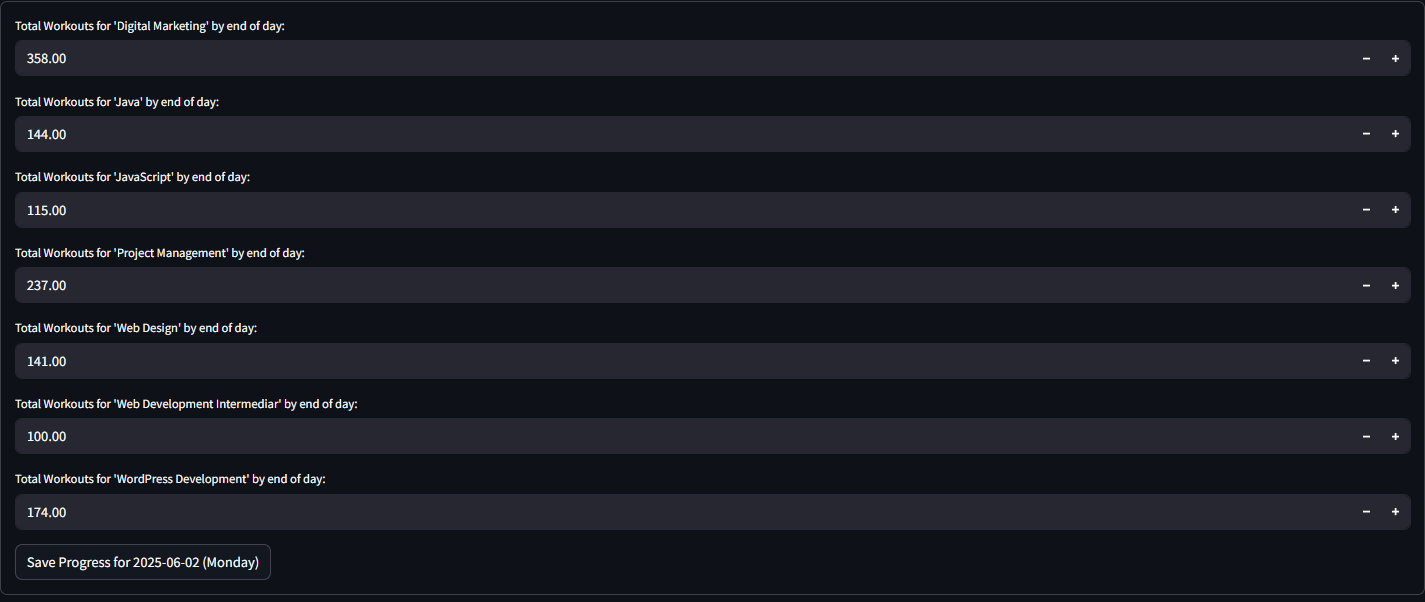 Total Workouts for 'Digital Marketing' by end of day:
358.00
Total Workouts for 'Java' by end of day:
144.00
Total Workouts for 'JavaScript' by end of day:
115.00
Total Workouts for 'Project Management' by end of day:
237.00
Total Workouts for 'Web Design' by end of day:
141.00
Total Workouts for 'Web Development Intermediar' by end of day:
100.00
Total Workouts for 'WordPress Development' by end of day:
174.00
Save Progress for 2025-06-02 (Monday)